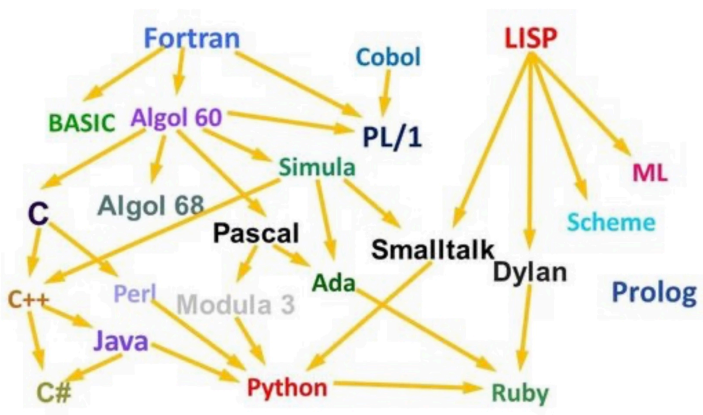 Fortran
LISP
Cobol
BASIC
Algol 60
PL/1
Simula
ML
C
Algol 68
Scheme
Pascal
Smalltalk
Dylan
C++
Perl
Modula 3
Ada
Prolog
Java
C#
Python
Ruby